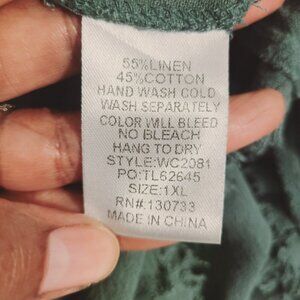 55%LINEN
45%COTTON
HAND WASH COLD
WASH SEPARATELY
COLOR WILL BLEED
NO BLEACH
HANG TO DRY
STYLE:WC2981
PO:TL62645
SIZE:1XL
RN#:130733
MADE IN CHINA